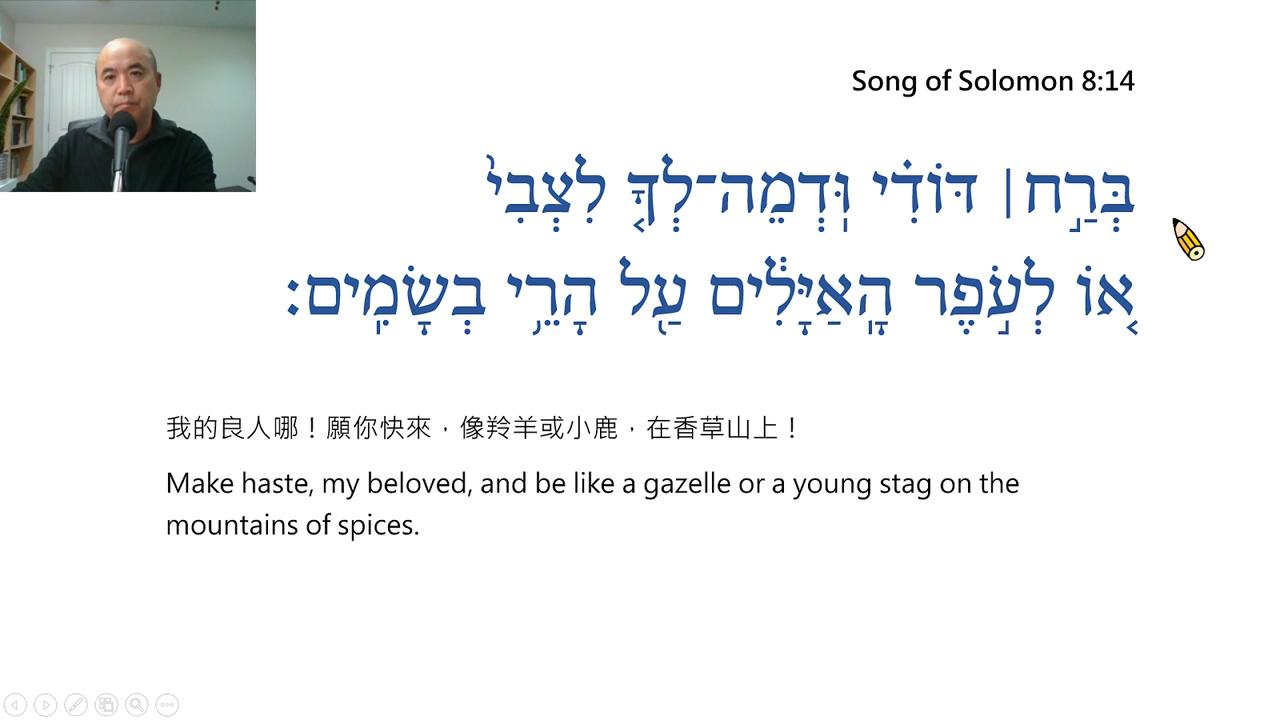 Song of Solomon 8:14
בְּרַ֣ח ׀ דּוֹדִ֗י וּֽדְמֵה־לְךָ֤ לִצְבִי֙
א֚וֹ לְעֹ֣פֶר הָֽאַיָּלִ֔ים עַ֖ל הָרֵ֥י בְשָׂמִֽים׃
我的良人哪！願你快來，像羚羊或小鹿，在香草山上！
Make haste, my beloved, and be like a gazelle or a young stag on the
mountains of spices.